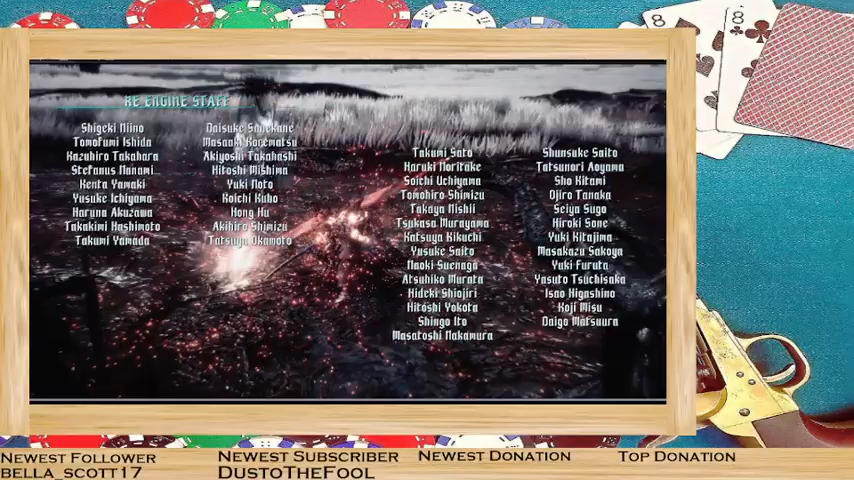 8
8
RE ENGINE STAFF
Shigeki Niino
Tomofumi Ishida
Kazuhiro Takahara
Stefanus Nanami
Kenta Yamaki
Yusuke Ichiyama
Haruna Akuzawa
Takakimi Hashimoto
Takumi Yamada
Daisuke Sanekane
Masaaki Korematsu
Akiyoshi Takahashi
Hitoshi Mishima
Yuki Noto
Koichi Kubo
Hong Hu
Akihiro Shimizu
Tatsuya Okamoto
Takumi Sato
Haruki Noritake
Soichi Uchiyama
Tomohiro Shimizu
Takaya Nishii
Tsukasa Murayama
Katsuya Kikuchi
Yusuke Saito
Naoki Suenaga
Atsuhiko Murata
Hideki Shiojiri
Hitoshi Yokota
Shingo Ito
Masatoshi Nakamura
Shunsuke Saito
Tatsunori Aoyama
Sho Kitami
Ojiro Tanaka
Seiya Sugo
Hiroki Sone
Yuki Kitajima
Masakazu Sakoya
Yuki Furuta
Yasuto Tsuchisaka
Isao Higashino
Koji Misu
Daigo Matsuura
Newest Follower
bella_scott17
Newest Subscriber
DustoTheFool
Newest Donation
Top Donation